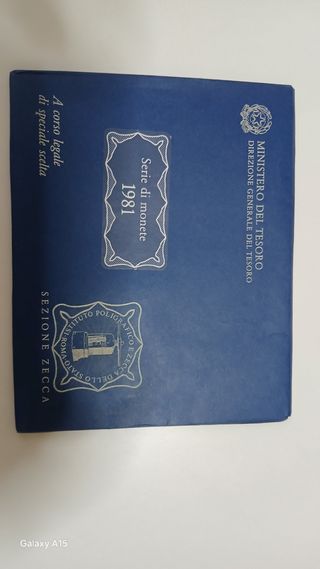 MINISTERO DEL TESORO
DIREZIONE GENERALE DEL TESORO
Serie di monete
1981
A corso legale
di speciale scelta
ISTITUTO POLIGRAFICO E ZECCA DELLO STATO
ROMA
SEZIONE ZECCA
Galaxy A15